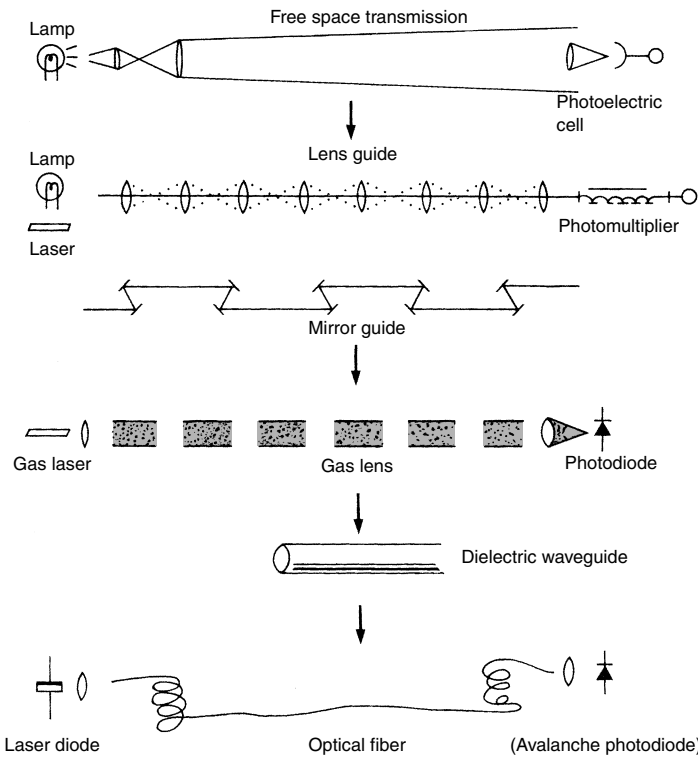 Free space transmission
Lamp
Photoelectric
cell
Lamp
Lens guide
Laser
Photomultiplier
Mirror guide
Gas laser
Gas lens
Photodiode
Dielectric waveguide
Laser diode
Optical fiber
(Avalanche photodiode)